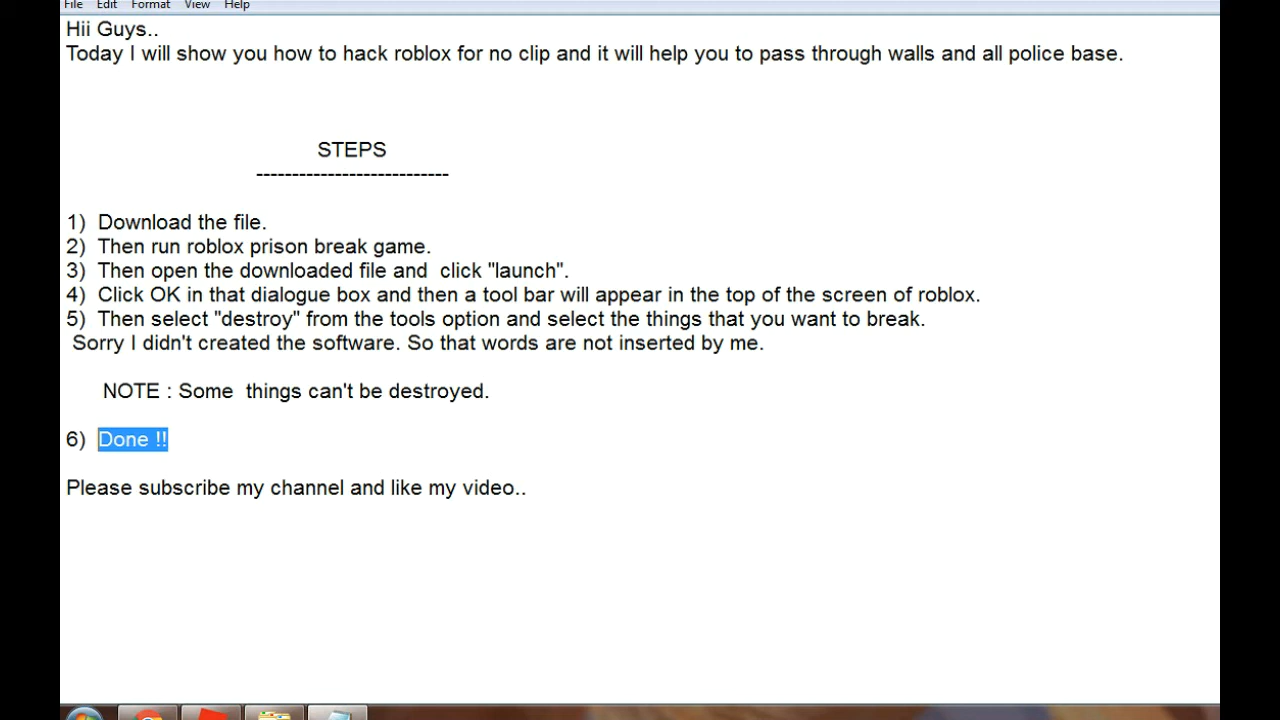 File Edit Format View Help
Hii Guys..
Today I will show you how to hack roblox for no clip and it will help you to pass through walls and all police base.
STEPS
---------------------------
1) Download the file.
2) Then run roblox prison break game.
3) Then open the downloaded file and  click "launch".
4) Click OK in that dialogue box and then a tool bar will appear in the top of the screen of roblox.
5) Then select "destroy" from the tools option and select the things that you want to break.
Sorry I didn't created the software. So that words are not inserted by me.
NOTE : Some  things can't be destroyed.
6) Done !!
Please subscribe my channel and like my video..